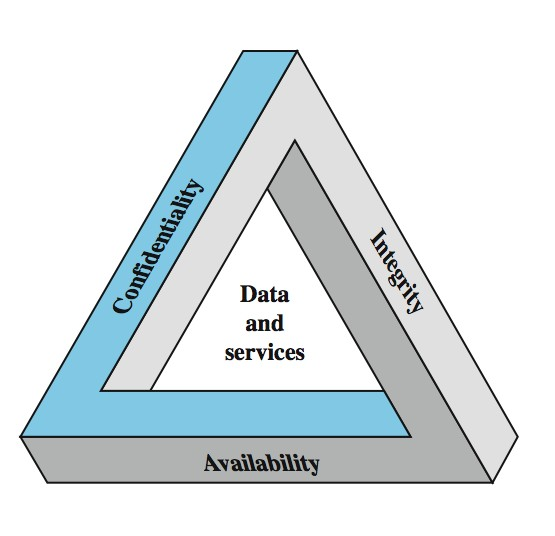 Confidentiality
Integrity
Data
and
services
Availability